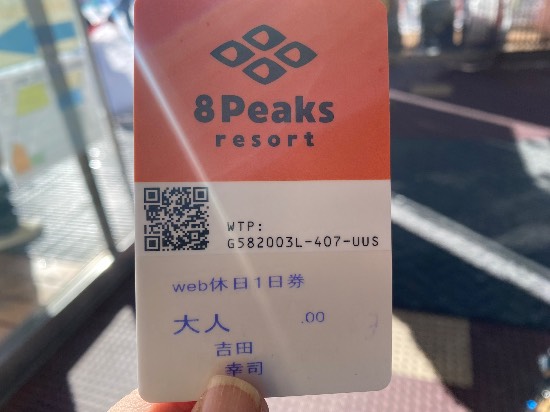 8Peaks
resort
WTP:
G582003L-407-UUS
web休日1日券
大人 .00
吉田
幸司